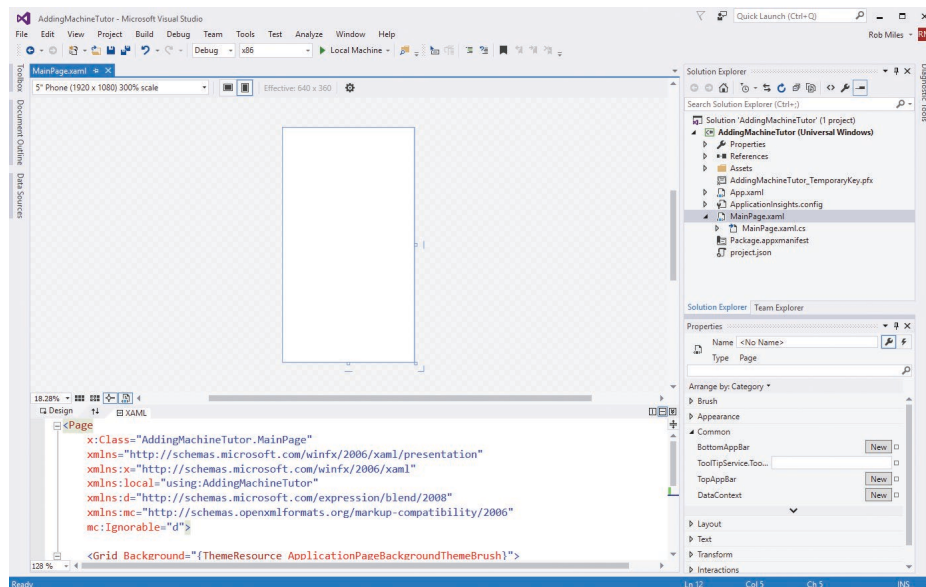 AddingMachineTutor - Microsoft Visual Studio
Quick Launch (Ctrl+Q)
File Edit View Project Build Debug Team Tools Test Analyze Window Help
Rob Miles
RM
Debug x86 Local Machine
Toolbox
Document Outline
Data Sources
MainPage.xaml
5" Phone (1920 x 1080) 300% scale
Effective: 640 x 360
18.28%
Design XAML
<Page
x:Class="AddingMachineTutor.MainPage"
xmlns="http://schemas.microsoft.com/winfx/2006/xaml/presentation"
xmlns:x="http://schemas.microsoft.com/winfx/2006/xaml"
xmlns:local="using:AddingMachineTutor"
xmlns:d="http://schemas.microsoft.com/expression/blend/2008"
xmlns:mc="http://schemas.openxmlformats.org/markup-compatibility/2006"
mc:Ignorable="d">
<Grid Background="{ThemeResource ApplicationPageBackgroundThemeBrush}">
128 %
Solution Explorer
Search Solution Explorer (Ctrl+;)
Solution 'AddingMachineTutor' (1 project)
AddingMachineTutor (Universal Windows)
Properties
References
Assets
AddingMachineTutor_TemporaryKey.pfx
App.xaml
ApplicationInsights.config
MainPage.xaml
MainPage.xaml.cs
Package.appxmanifest
project.json
Solution Explorer Team Explorer
Properties
Name <No Name>
Type Page
Arrange by: Category
Brush
Appearance
Common
BottomAppBar New
ToolTipService.Too...
TopAppBar New
DataContext New
Layout
Text
Transform
Interactions
Diagnostic Tools
Ready
Ln 12 Col 5 Ch 5 INS